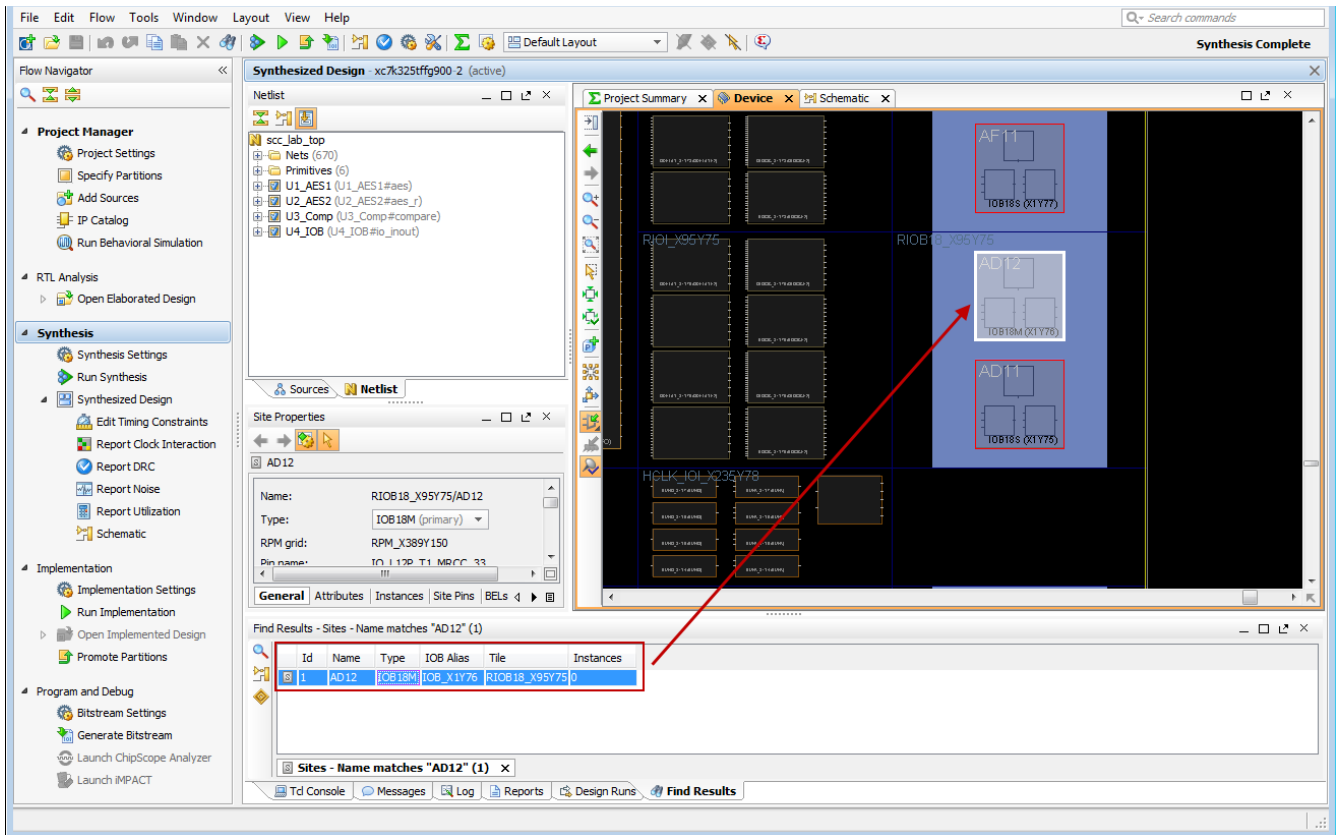 File Edit Flow Tools Window Layout View Help
Search commands
Default Layout
Synthesis Complete
Flow Navigator
Project Manager
Project Settings
Specify Partitions
Add Sources
IP Catalog
Run Behavioral Simulation
RTL Analysis
Open Elaborated Design
Synthesis
Synthesis Settings
Run Synthesis
Synthesized Design
Edit Timing Constraints
Report Clock Interaction
Report DRC
Report Noise
Report Utilization
Schematic
Implementation
Implementation Settings
Run Implementation
Open Implemented Design
Promote Partitions
Program and Debug
Bitstream Settings
Generate Bitstream
Launch ChipScope Analyzer
Launch iMPACT
Synthesized Design - xc7k325tffg900-2 (active)
Netlist
scc_lab_top
Nets (670)
Primitives (6)
U1_AES1 (U1_AES1#aes)
U2_AES2 (U2_AES2#aes_r)
U3_Comp (U3_Comp#compare)
U4_IOB (U4_IOB#io_inout)
Sources Netlist
Site Properties
AD12
Name: RIOB18_X95Y75/AD12
Type: IOB18M (primary)
RPM grid: RPM_X389Y150
Pin name: IO_L12P_T1_MRCC_33
General Attributes Instances Site Pins BELs
Project Summary Device Schematic
AF11
IOB18S (X1Y77)
RIOI_X95Y75 RIOB18_X95Y75
AD12
IOB18M (X1Y76)
AD11
IOB18S (X1Y75)
HCLK_IOI_X235Y78
Find Results - Sites - Name matches "AD12" (1)
Id Name Type IOB Alias Tile Instances
1 AD12 IOB18M IOB_X1Y76 RIOB18_X95Y75 0
Sites - Name matches "AD12" (1)
Tcl Console Messages Log Reports Design Runs Find Results